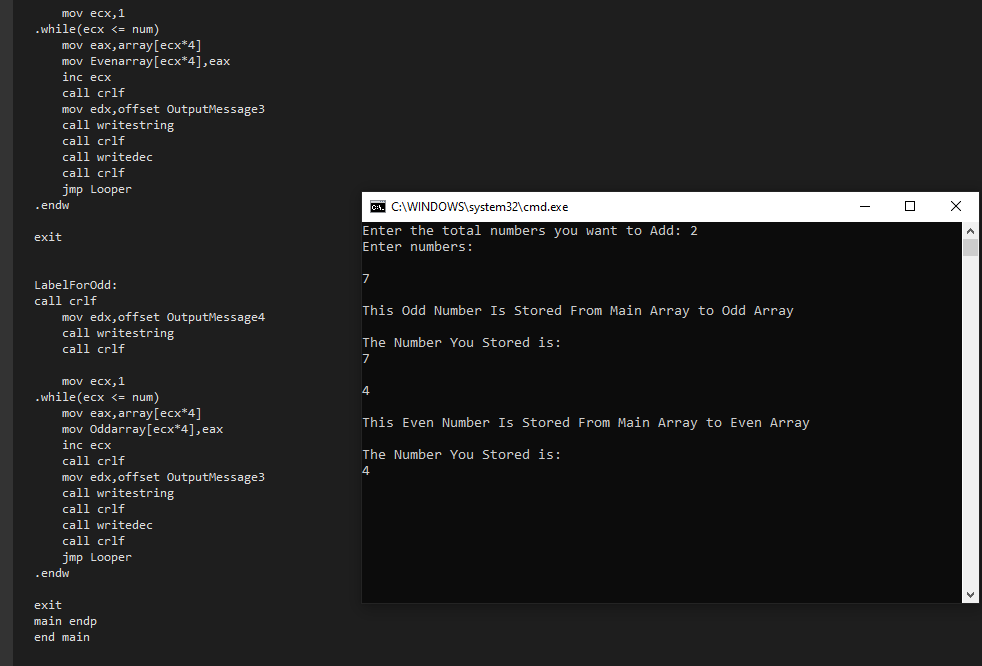 mov ecx,1
.while(ecx <= num)
mov eax,array[ecx*4]
mov Evenarray[ecx*4],eax
inc ecx
call crlf
mov edx,offset OutputMessage3
call writestring
call crlf
call writedec
call crlf
jmp Looper
.endw
exit
LabelForOdd:
call crlf
mov edx,offset OutputMessage4
call writestring
call crlf
mov ecx,1
.while(ecx <= num)
mov eax,array[ecx*4]
mov Oddarray[ecx*4],eax
inc ecx
call crlf
mov edx,offset OutputMessage3
call writestring
call crlf
call writedec
call crlf
jmp Looper
.endw
exit
main endp
end main
C:\WINDOWS\system32\cmd.exe
Enter the total numbers you want to Add: 2
Enter numbers:
7
This Odd Number Is Stored From Main Array to Odd Array
The Number You Stored is:
7
4
This Even Number Is Stored From Main Array to Even Array
The Number You Stored is:
4